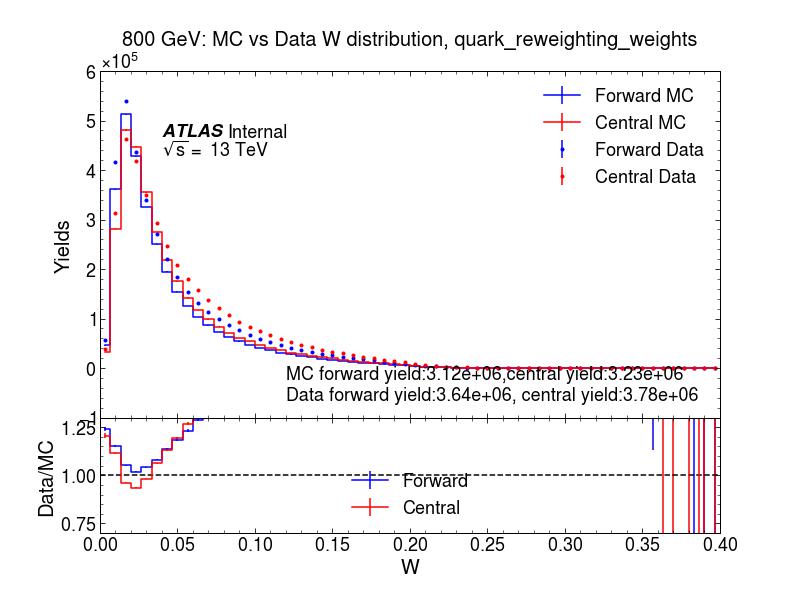 800 GeV: MC vs Data W distribution, quark_reweighting_weights
×10⁵
6
5
4
3
2
1
0
−1
Yields
ATLAS Internal
√s = 13 TeV
Forward MC
Central MC
Forward Data
Central Data
MC forward yield:3.12e+06,central yield:3.23e+06
Data forward yield:3.64e+06, central yield:3.78e+06
1.25
1.00
0.75
Data/MC
Forward
Central
0.00 0.05 0.10 0.15 0.20 0.25 0.30 0.35 0.40
W